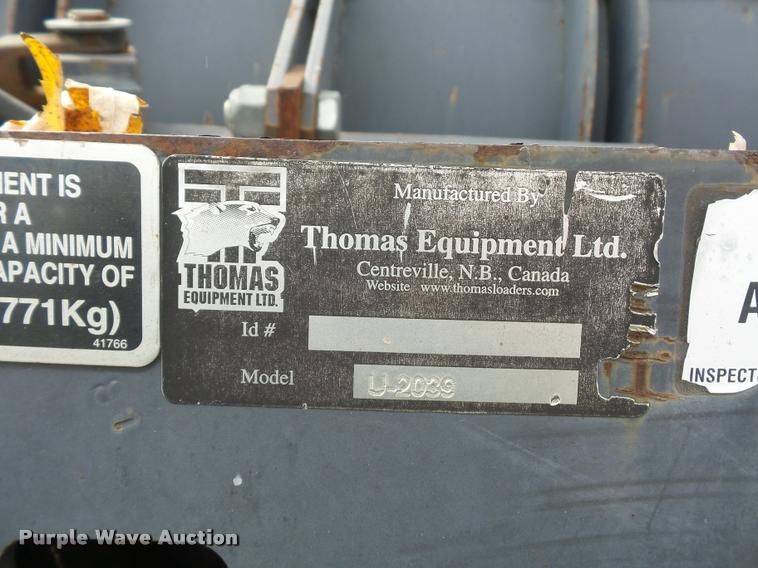 MENT IS
R A
A MINIMUM
APACITY OF
771Kg)
41766
THOMAS
EQUIPMENT LTD.
Manufactured By
Thomas Equipment Ltd.
Centreville, N.B., Canada
Website www.thomasloaders.com
Id #
Model U-2039
A
INSPECT
Purple Wave Auction